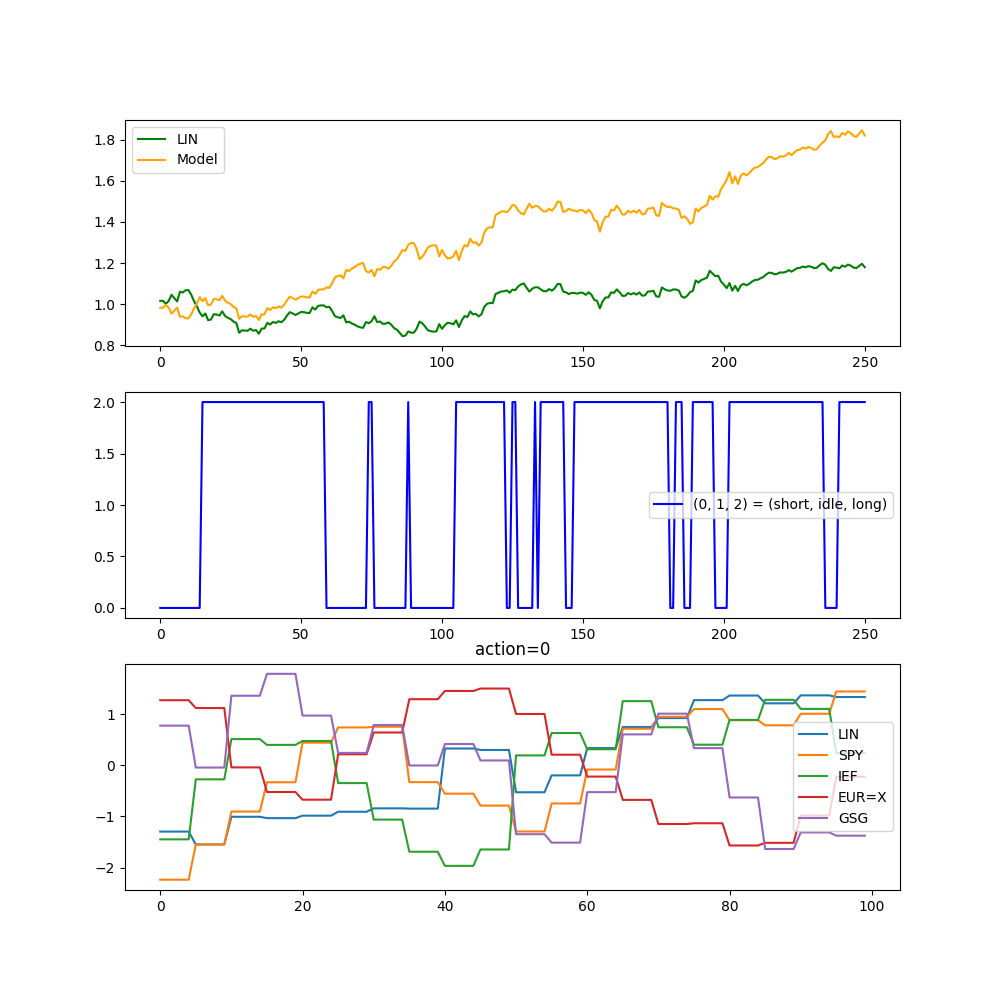 1.8
1.6
1.4
1.2
1.0
0.8
LIN
Model
0 50 100 150 200 250
2.0
1.5
1.0
0.5
0.0
(0, 1, 2) = (short, idle, long)
0 50 100 150 200 250
action=0
1
0
−1
−2
LIN
SPY
IEF
EUR=X
GSG
0 20 40 60 80 100